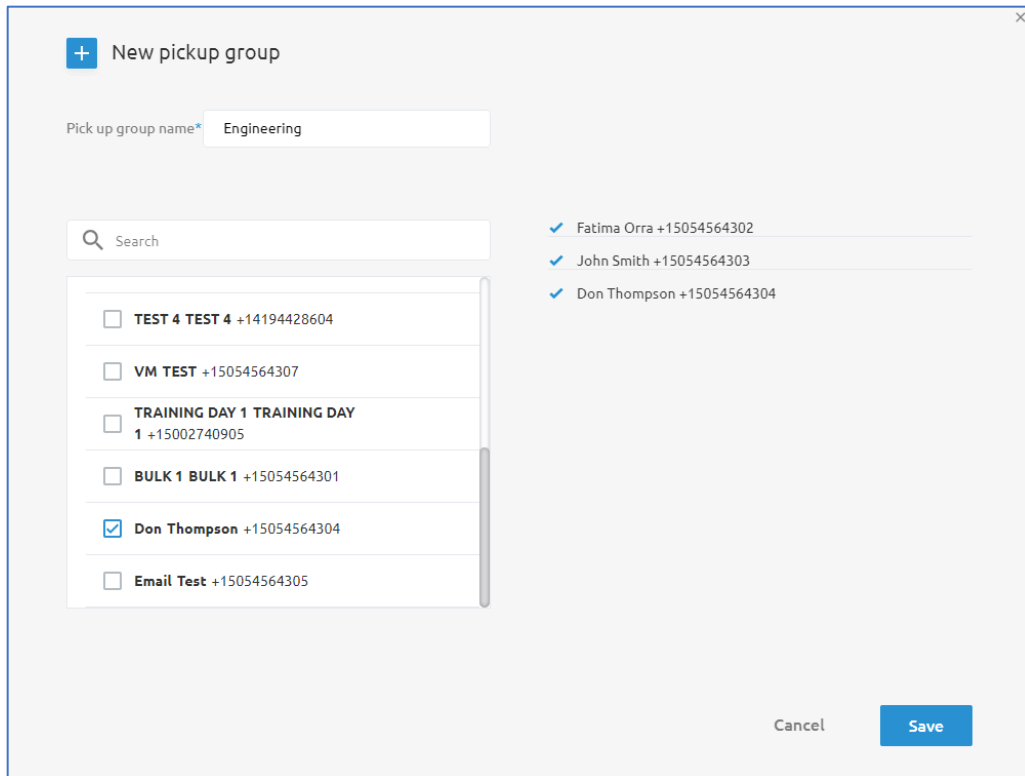 New pickup group
Pick up group name* Engineering
Search
TEST 4 TEST 4 +14194428604
VM TEST +15054564307
TRAINING DAY 1 TRAINING DAY
1 +15002740905
BULK 1 BULK 1 +15054564301
Don Thompson +15054564304
Email Test +15054564305
Fatima Orra +15054564302
John Smith +15054564303
Don Thompson +15054564304
Cancel
Save